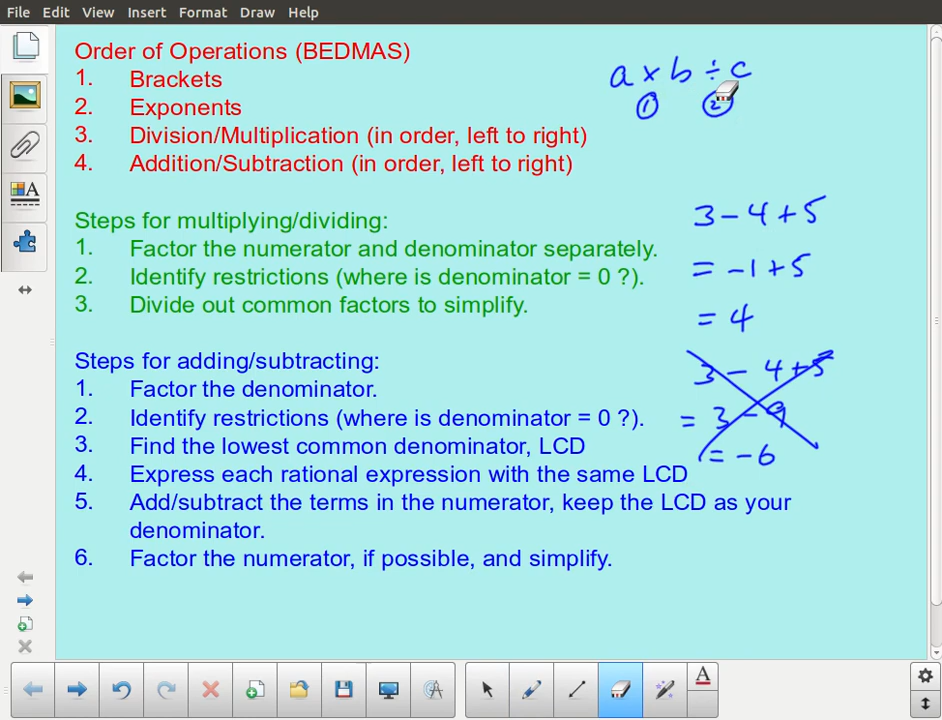 File Edit View Insert Format Draw Help
Order of Operations (BEDMAS)
1. Brackets
2. Exponents
3. Division/Multiplication (in order, left to right)
4. Addition/Subtraction (in order, left to right)
a × b ÷ c
① ②
Steps for multiplying/dividing:
1. Factor the numerator and denominator separately.
2. Identify restrictions (where is denominator = 0 ?).
3. Divide out common factors to simplify.
3 - 4 + 5
= -1 + 5
= 4
Steps for adding/subtracting:
1. Factor the denominator.
2. Identify restrictions (where is denominator = 0 ?).
3. Find the lowest common denominator, LCD
4. Express each rational expression with the same LCD
5. Add/subtract the terms in the numerator, keep the LCD as your
denominator.
6. Factor the numerator, if possible, and simplify.
3 - 4 + 5
= 3 - 9
= -6
A
A